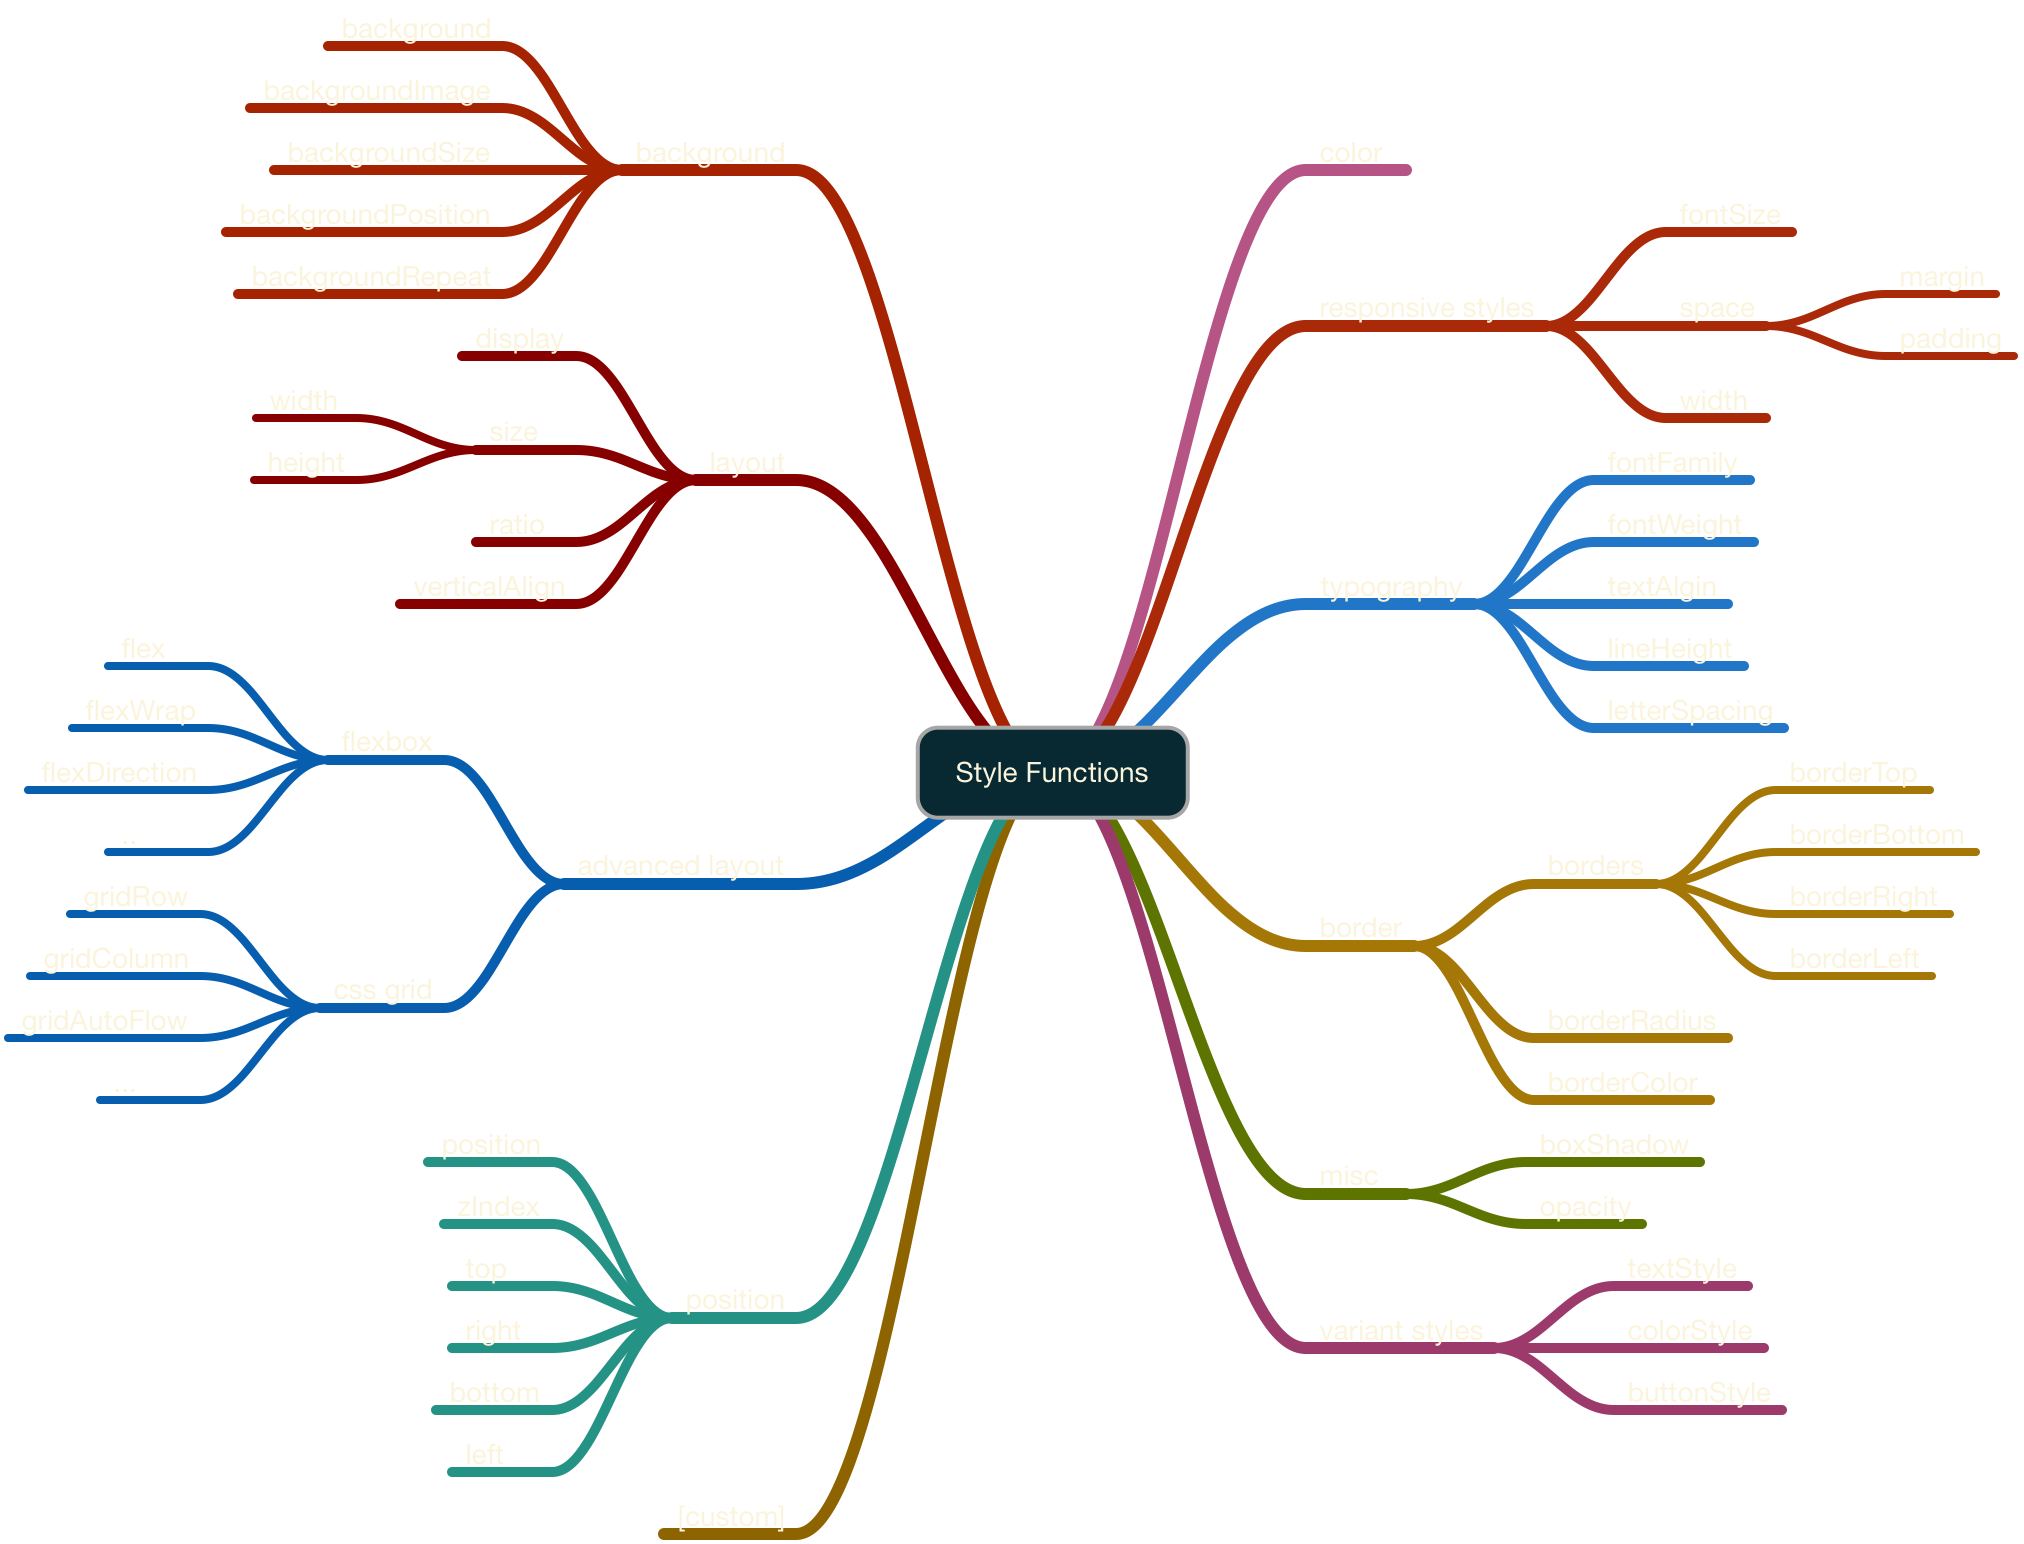 Style Functions
color
responsive styles
fontSize
space
margin
padding
width
typography
fontFamily
fontWeight
textAlgin
lineHeight
letterSpacing
border
borders
borderTop
borderBottom
borderRight
borderLeft
borderRadius
borderColor
misc
boxShadow
opacity
variant styles
textStyle
colorStyle
buttonStyle
background
background
backgroundImage
backgroundSize
backgroundPosition
backgroundRepeat
layout
display
size
width
height
ratio
verticalAlign
advanced layout
flexbox
flex
flexWrap
flexDirection
..
css grid
gridRow
gridColumn
gridAutoFlow
...
position
position
zIndex
top
right
bottom
left
[custom]